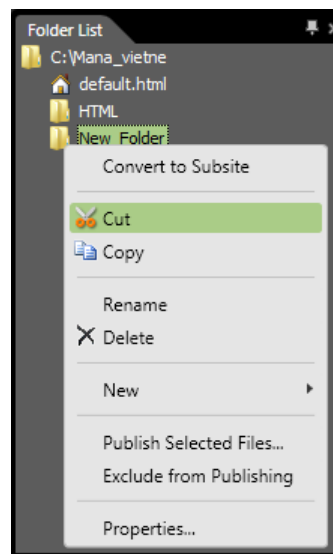 Folder List
C:\Mana_vietne
default.html
HTML
New_Folder
Convert to Subsite
Cut
Copy
Rename
Delete
New
Publish Selected Files...
Exclude from Publishing
Properties...